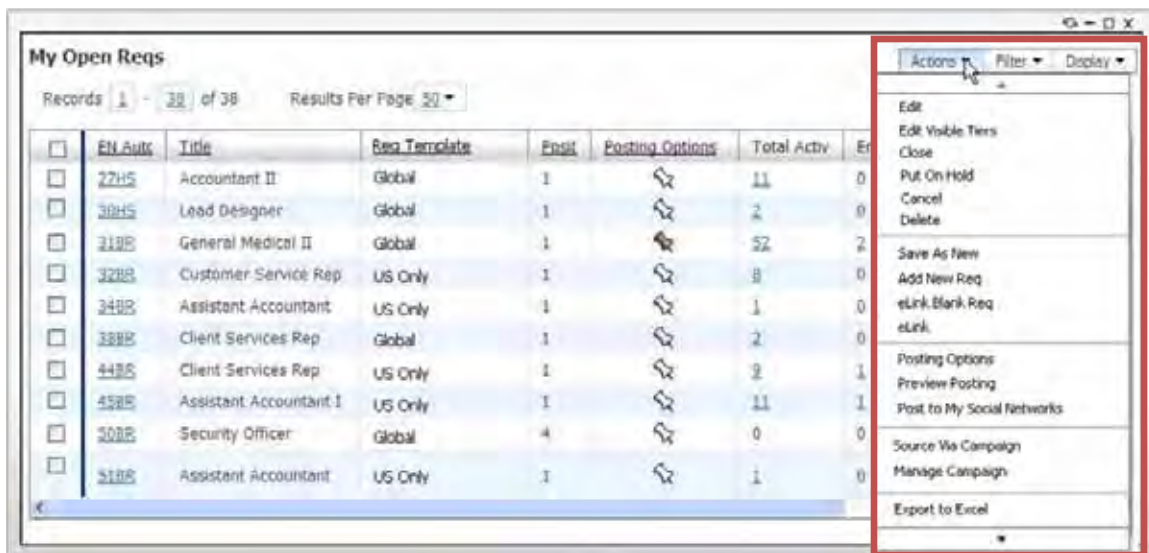 My Open Reqs
Actions Filter Display
Records 1 - 38 of 38 Results Per Page 50
EN Auto Title Req Template Posit Posting Options Total Activ
27HS Accountant II Global 1 11 0
30HS Lead Designer Global 1 2 0
31BR General Medical II Global 1 52 2
32BR Customer Service Rep US Only 1 8 0
34BR Assistant Accountant US Only 1 1 0
38BR Client Services Rep Global 1 2 0
44BR Client Services Rep US Only 1 9 1
45BR Assistant Accountant I US Only 1 11 1
50BR Security Officer Global 4 0 0
51BR Assistant Accountant US Only 1 1 0
Edit
Edit Visible Tiers
Close
Put On Hold
Cancel
Delete
Save As New
Add New Req
eLink Blank Req
eLink
Posting Options
Preview Posting
Post to My Social Networks
Source Via Campaign
Manage Campaign
Export to Excel